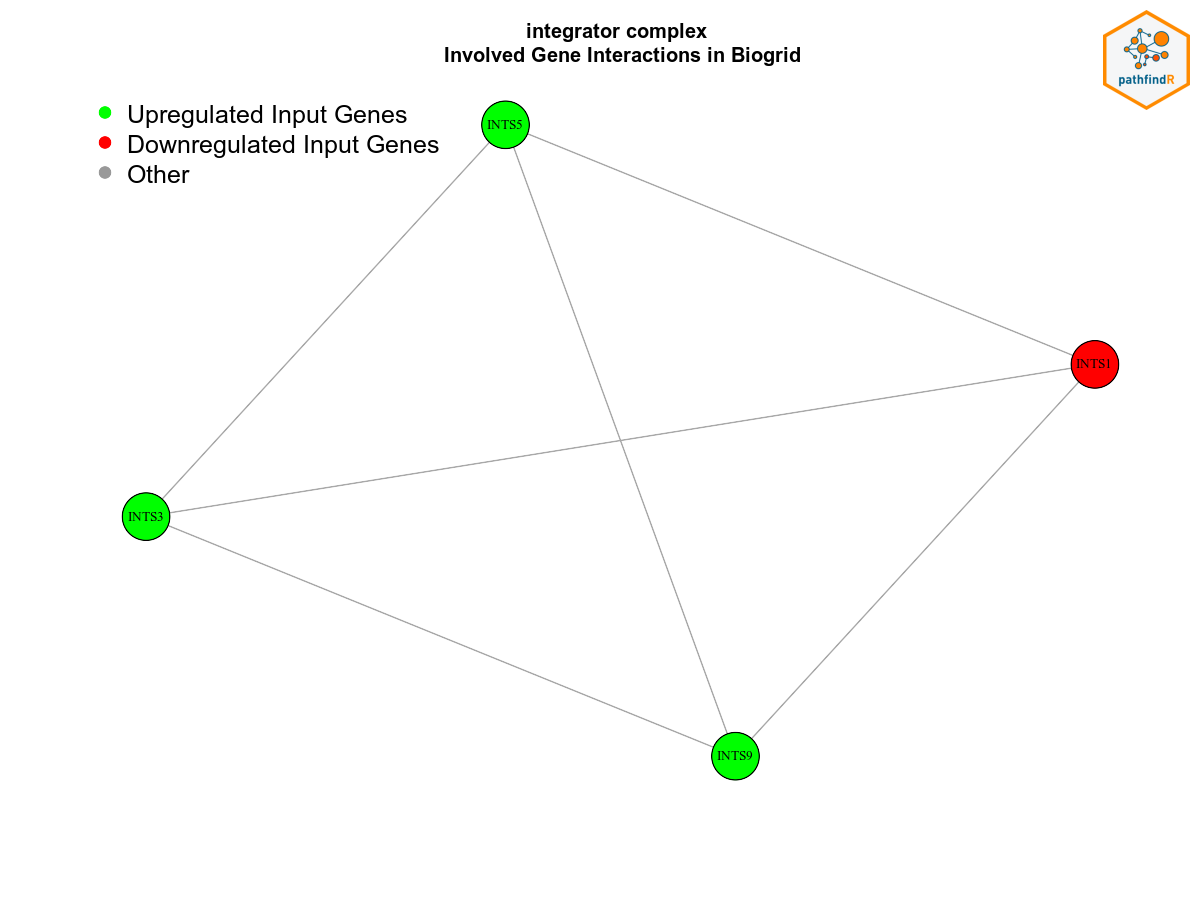 integrator complex
Involved Gene Interactions in Biogrid
pathfindR
Upregulated Input Genes
Downregulated Input Genes
Other
INTS5
INTS1
INTS3
INTS9